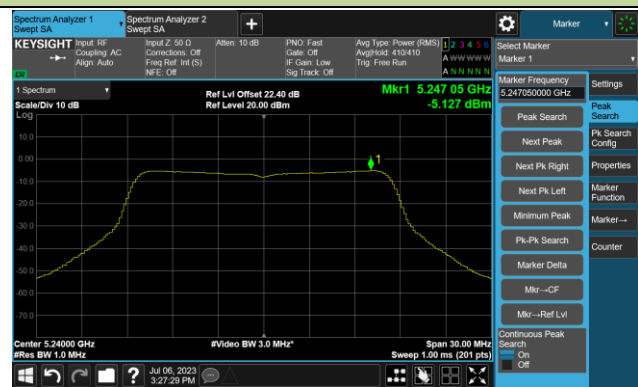 Spectrum Analyzer 1
Swept SA
Spectrum Analyzer 2
Swept SA
Marker
KEYSIGHT
Input: RF
Coupling: AC
Align: Auto
Input Z: 50 Ω
Corrections: Off
Freq Ref: Int (S)
NFE: Off
Atten: 10 dB
PNO: Fast
Gate: Off
IF Gain: Low
Sig Track: Off
Avg Type: Power (RMS)
Avg|Hold: 410/410
Trig: Free Run
1 2 3 4 5 6
A W W W W W
A N N N N N
LXI
Select Marker
Marker 1
1 Spectrum
Scale/Div 10 dB
Log
Ref Lvl Offset 22.40 dB
Ref Level 20.00 dBm
Mkr1 5.247 05 GHz
-5.127 dBm
10.0
0.00
-10.0
-20.0
-30.0
-40.0
-50.0
-60.0
-70.0
1
Center 5.24000 GHz
#Res BW 1.0 MHz
#Video BW 3.0 MHz*
Span 30.00 MHz
Sweep 1.00 ms (201 pts)
Marker Frequency
5.247050000 GHz
Peak Search
Next Peak
Next Pk Right
Next Pk Left
Minimum Peak
Pk-Pk Search
Marker Delta
Mkr→CF
Mkr→Ref Lvl
Continuous Peak
Search
On
Off
Settings
Peak
Search
Pk Search
Config
Properties
Marker
Function
Marker→
Counter
?
Jul 06, 2023
3:27:29 PM